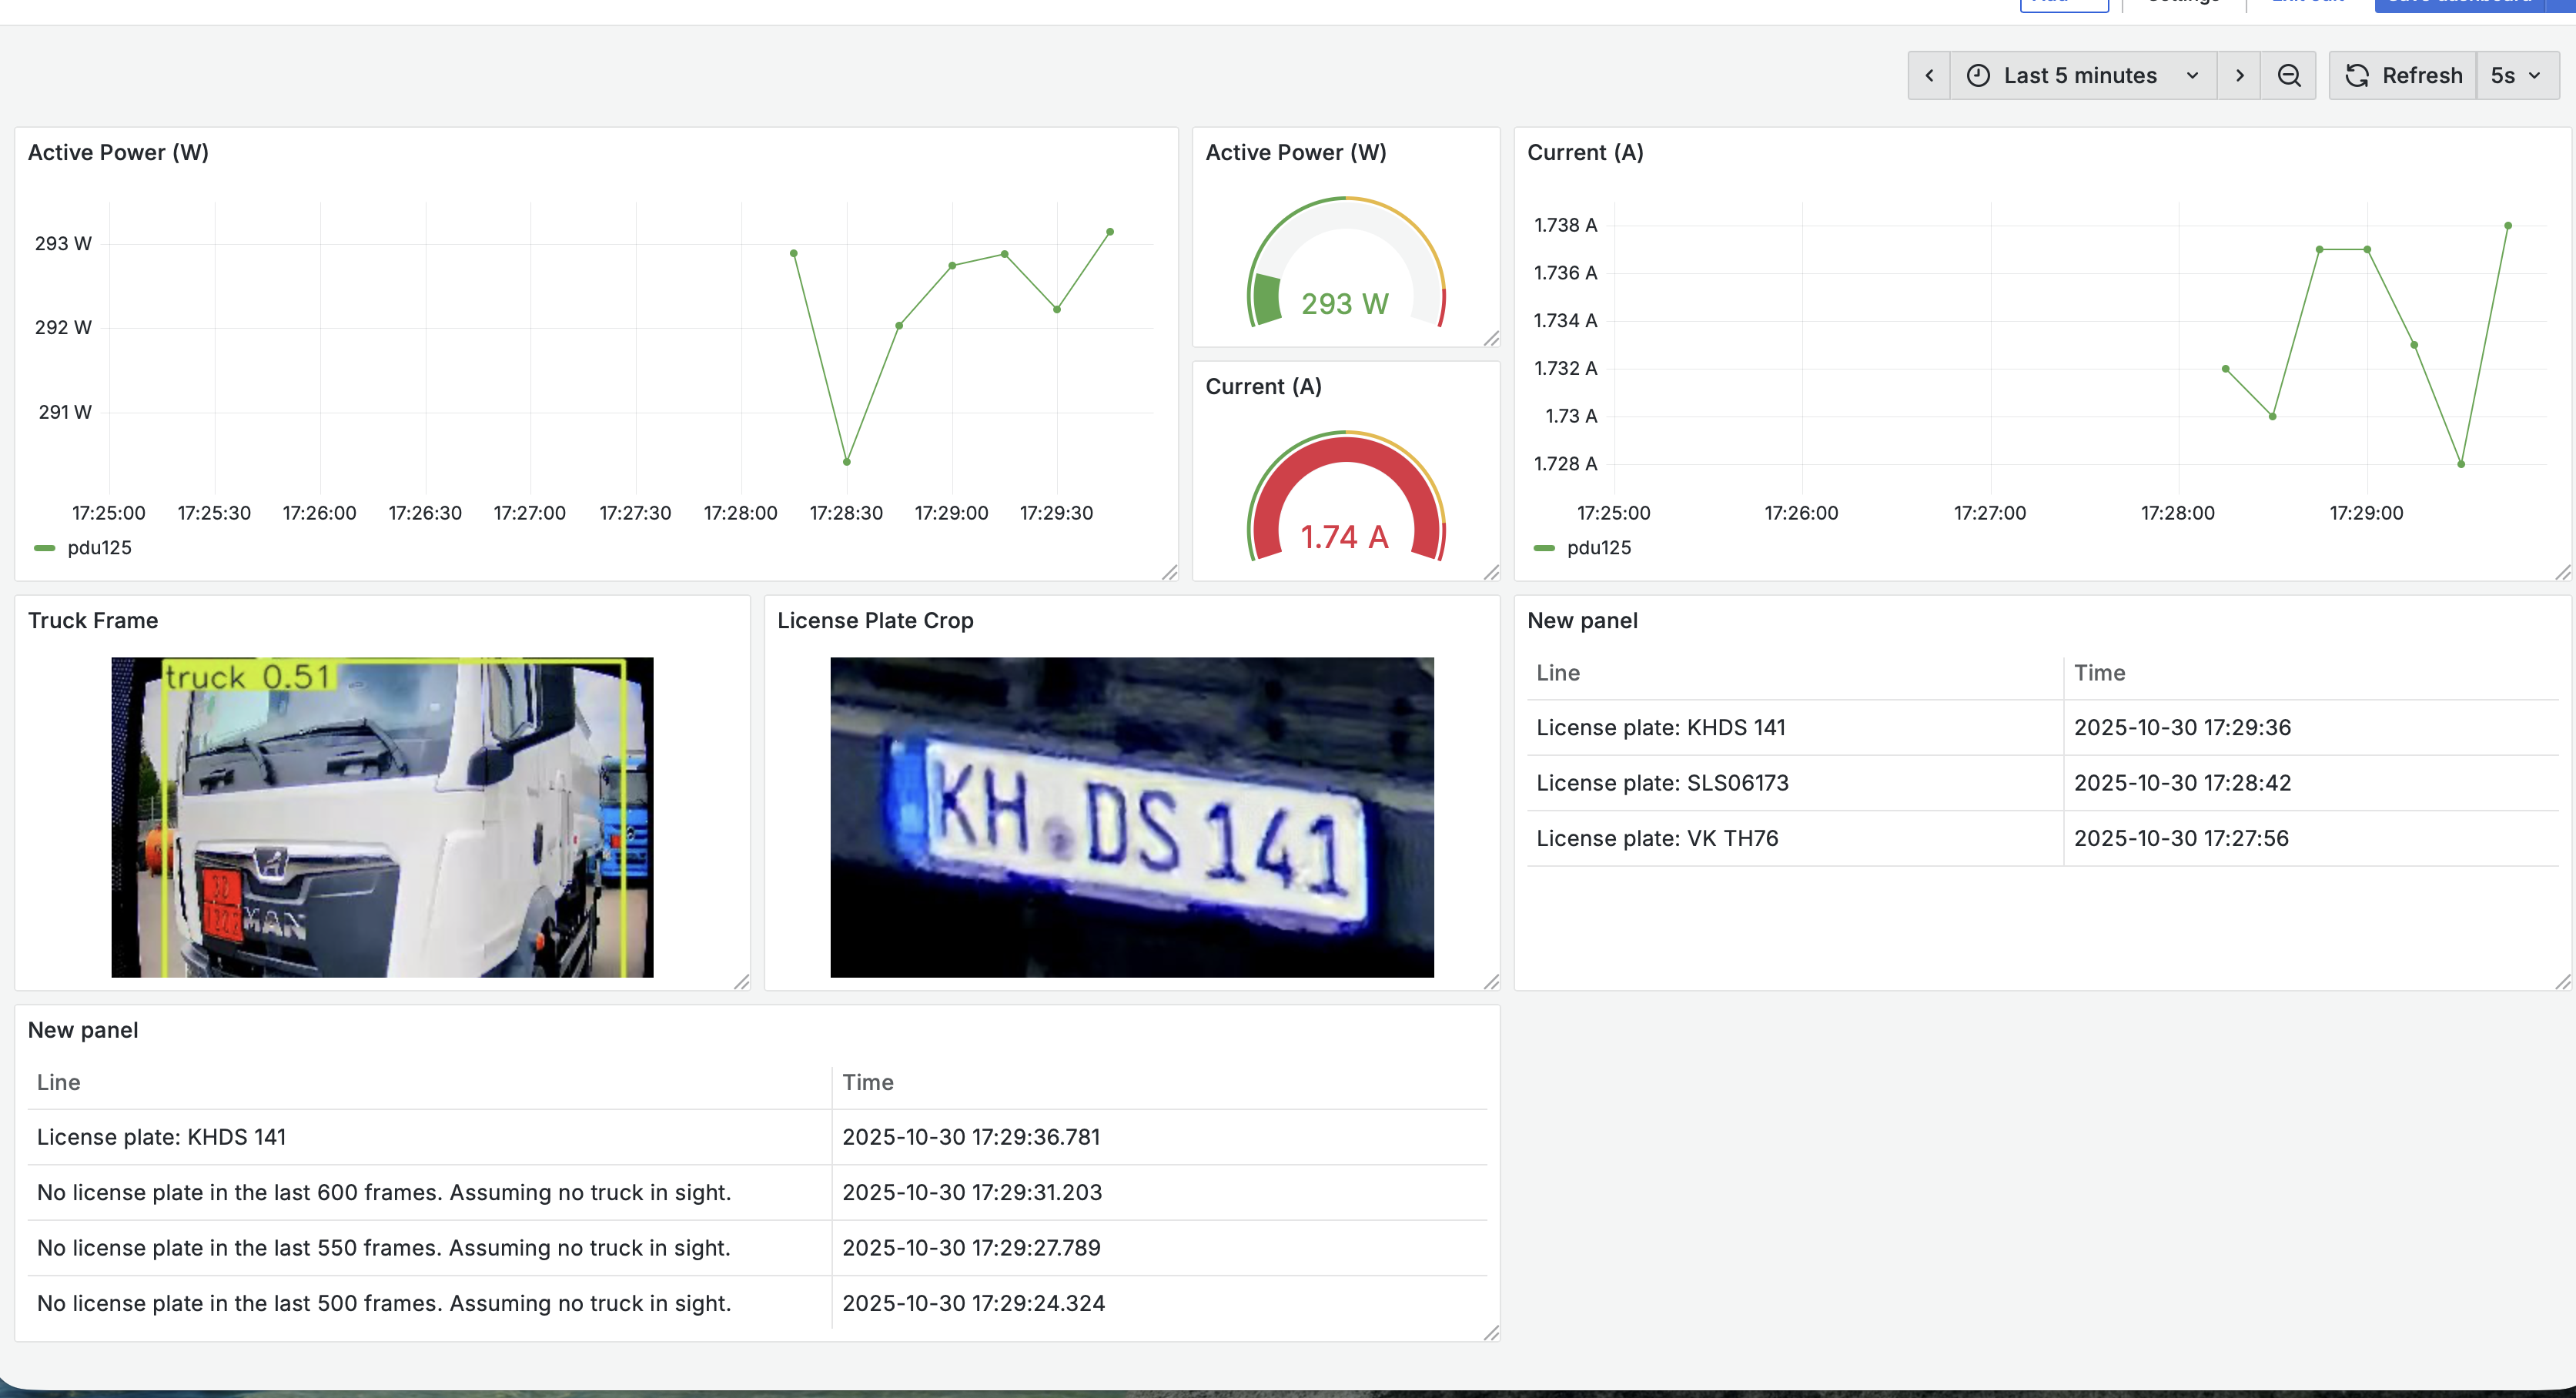 Settings
Last 5 minutes
Refresh
5s
Active Power (W)
293 W
292 W
291 W
17:25:00 17:25:30 17:26:00 17:26:30 17:27:00 17:27:30 17:28:00 17:28:30 17:29:00 17:29:30
pdu125
Active Power (W)
293 W
Current (A)
1.74 A
Current (A)
1.738 A
1.736 A
1.734 A
1.732 A
1.73 A
1.728 A
17:25:00 17:26:00 17:27:00 17:28:00 17:29:00
pdu125
Truck Frame
truck 0.51
MAN
License Plate Crop
KH DS 141
New panel
Line Time
License plate: KHDS 141 2025-10-30 17:29:36
License plate: SLS06173 2025-10-30 17:28:42
License plate: VK TH76 2025-10-30 17:27:56
New panel
Line Time
License plate: KHDS 141 2025-10-30 17:29:36.781
No license plate in the last 600 frames. Assuming no truck in sight. 2025-10-30 17:29:31.203
No license plate in the last 550 frames. Assuming no truck in sight. 2025-10-30 17:29:27.789
No license plate in the last 500 frames. Assuming no truck in sight. 2025-10-30 17:29:24.324